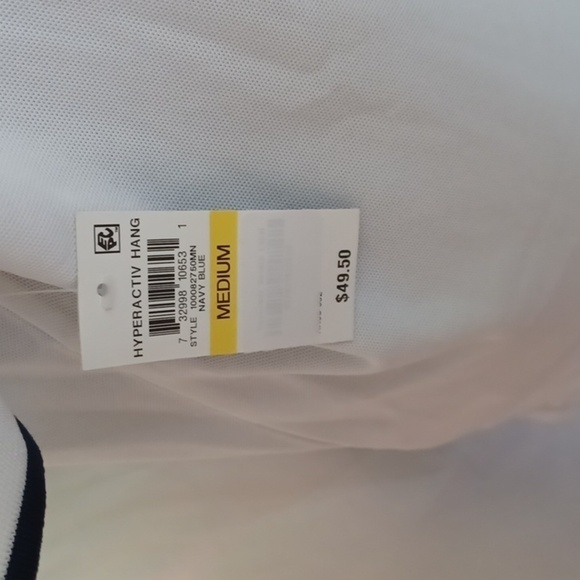 HYPERACTIV HANG
7 32998 10653 1
STYLE 100082750MN
NAVY BLUE
MEDIUM
$49.50